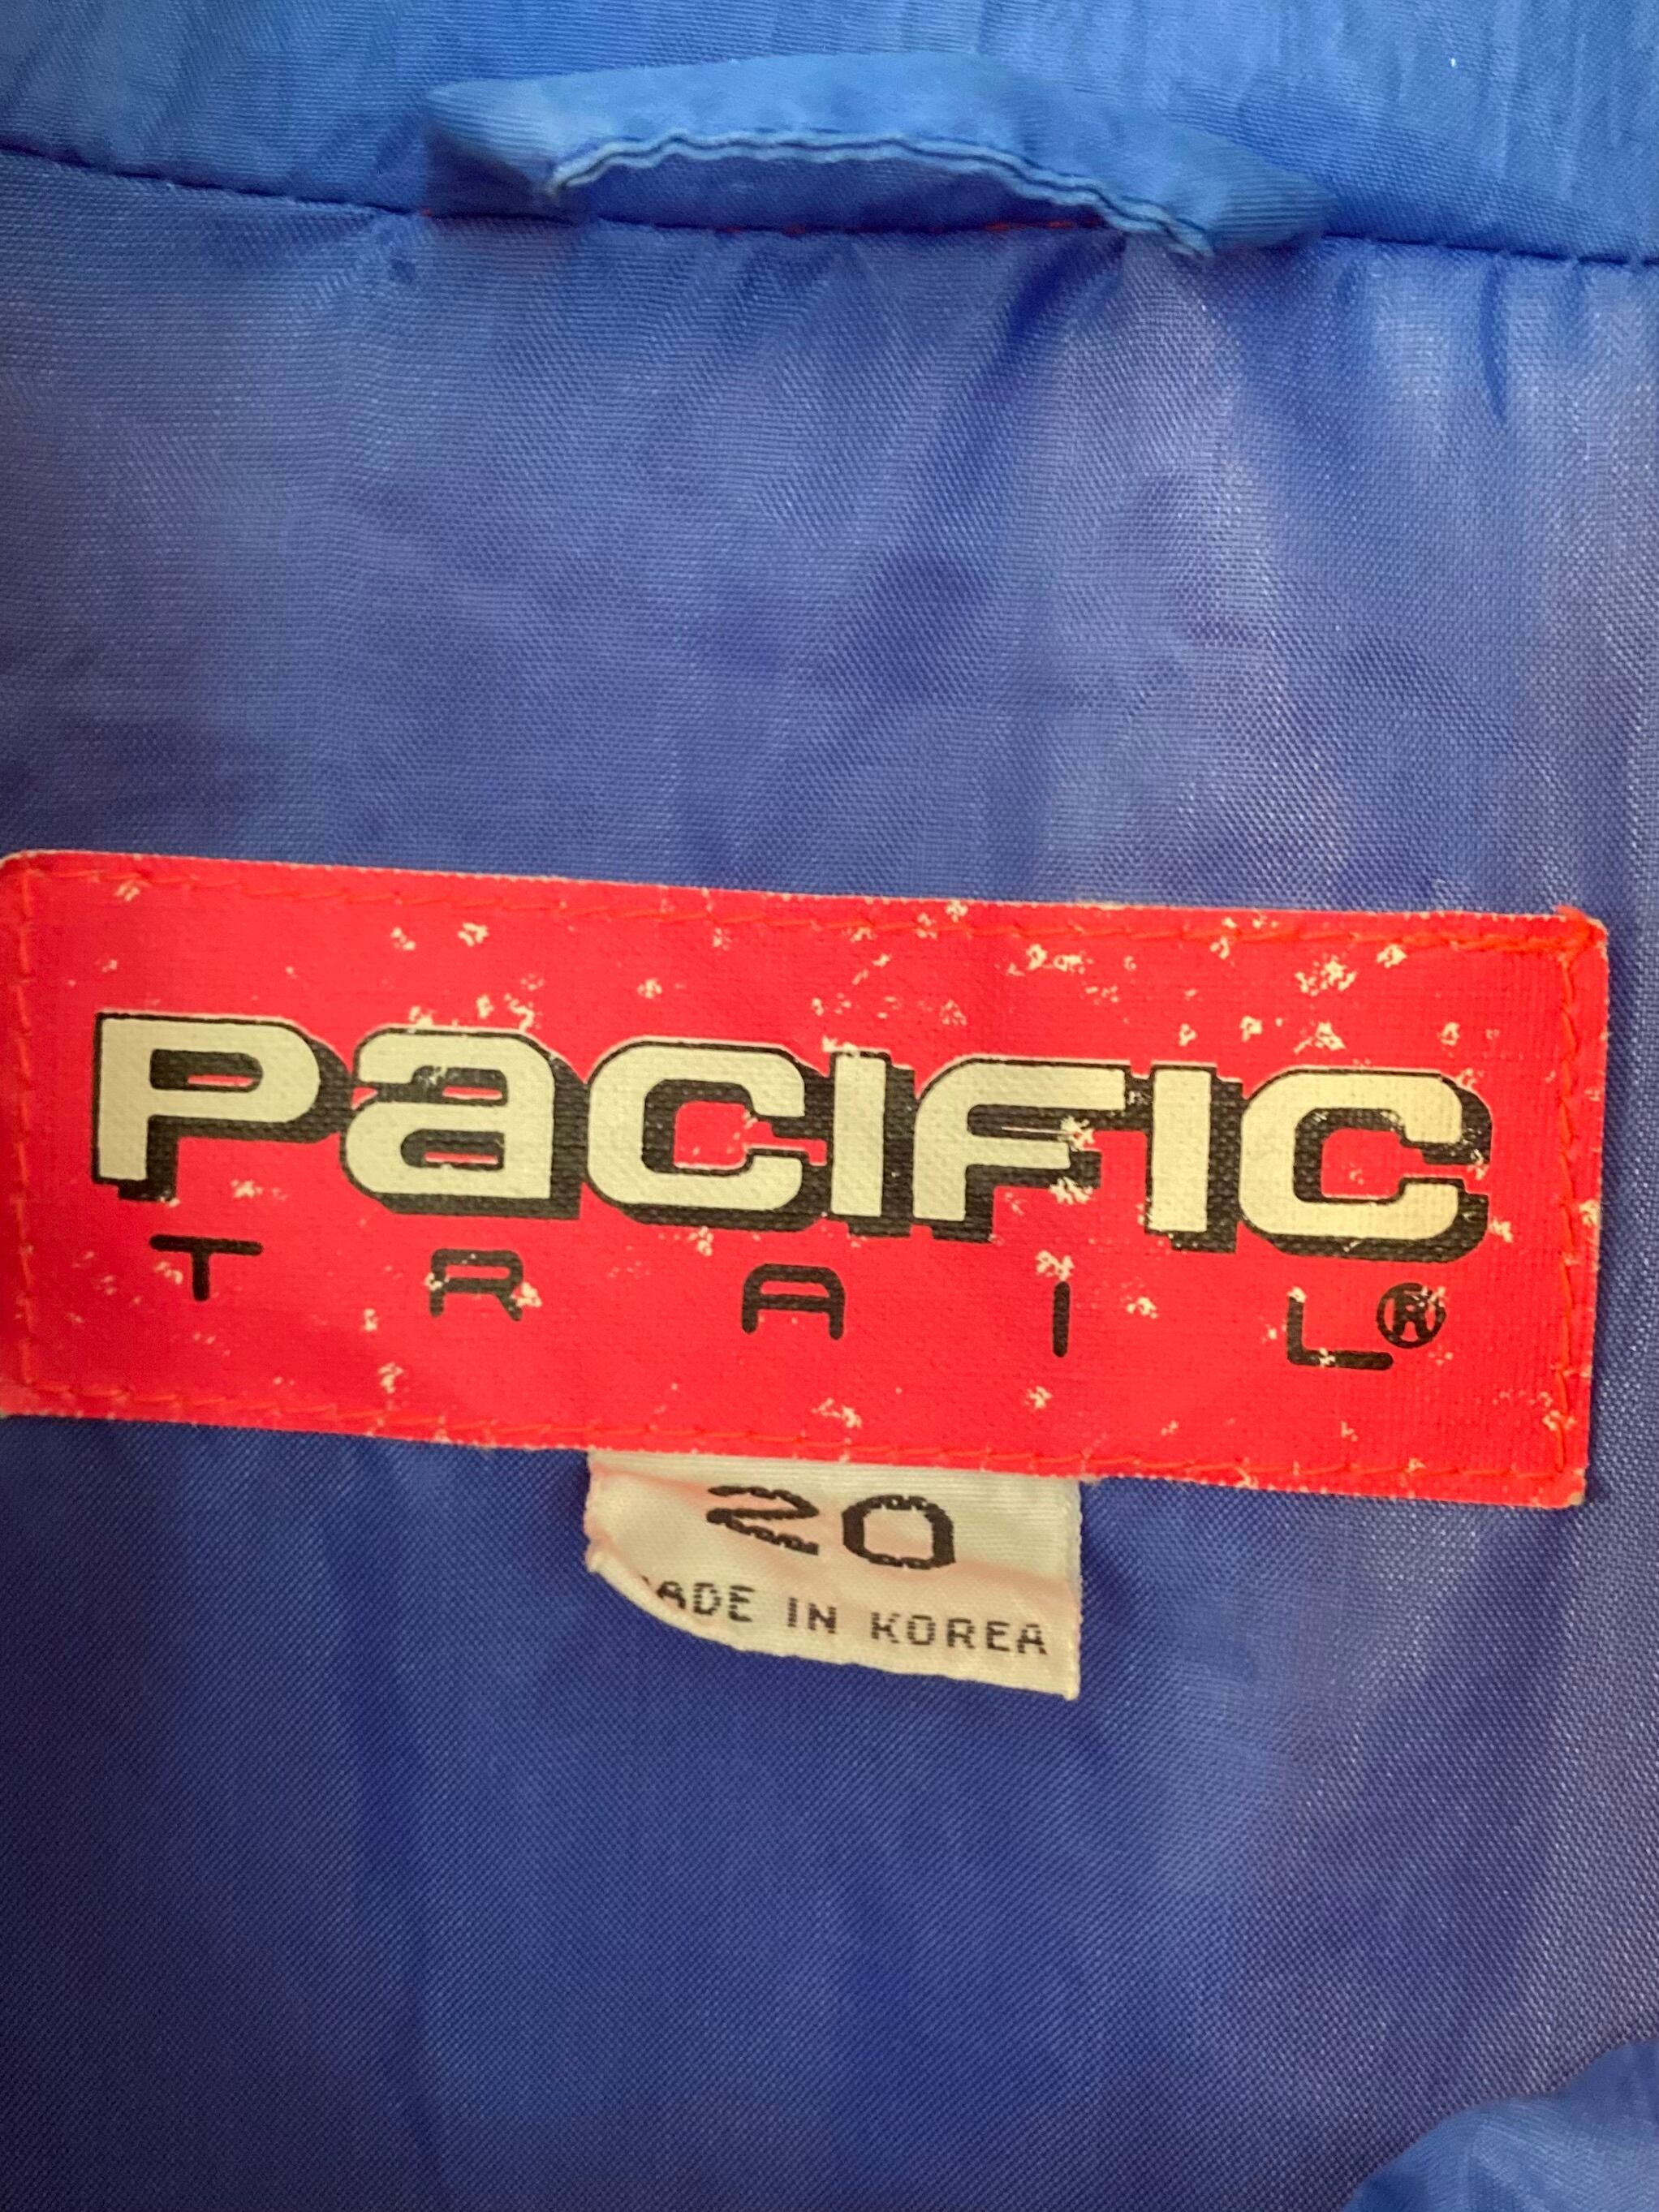 PaCIFIC
TRAIL®
20
ADE IN KOREA